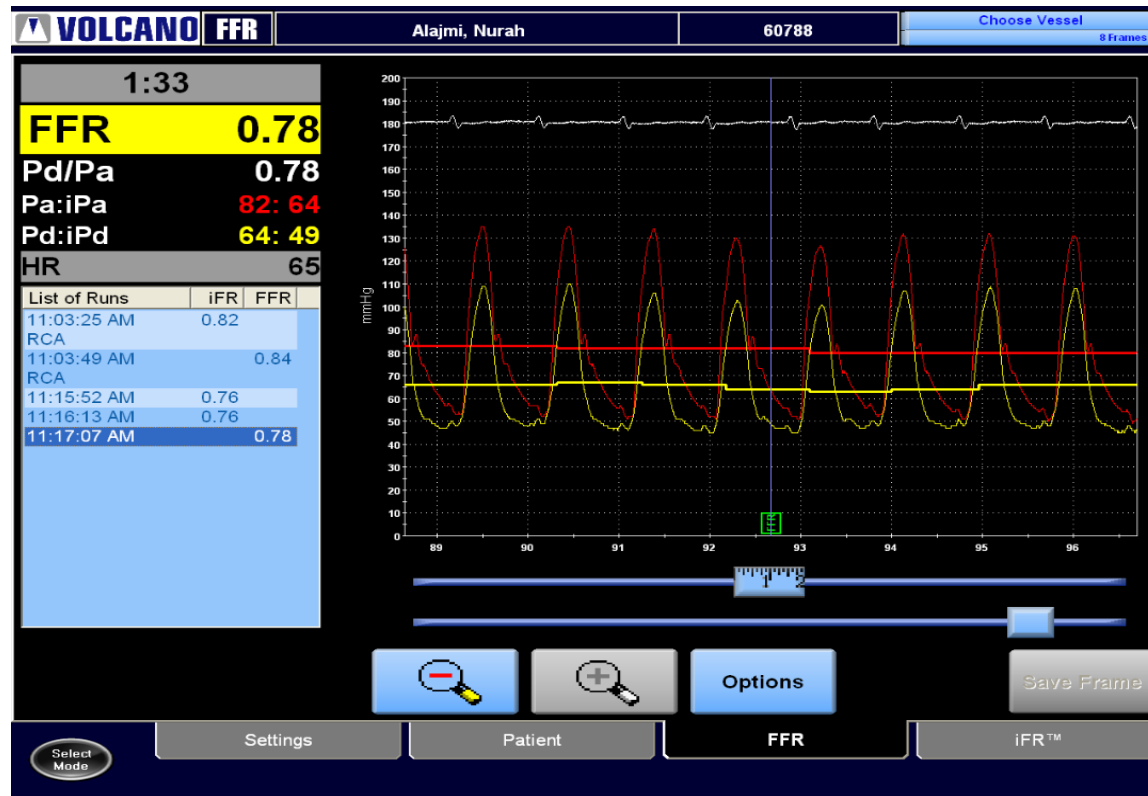 VOLCANO FFR Alajmi, Nurah 60788 Choose Vessel
8 Frames
1:33
FFR 0.78
Pd/Pa 0.78
Pa:iPa 82: 64
Pd:iPd 64: 49
HR 65
List of Runs iFR FFR
11:03:25 AM 0.82
RCA
11:03:49 AM 0.84
RCA
11:15:52 AM 0.76
11:16:13 AM 0.76
11:17:07 AM 0.78
mmHg
200
190
180
170
160
150
140
130
120
110
100
90
80
70
60
50
40
30
20
10
0
89 90 91 92 93 94 95 96
1 2
Options Save Frame
Select
Mode
Settings Patient FFR iFR™